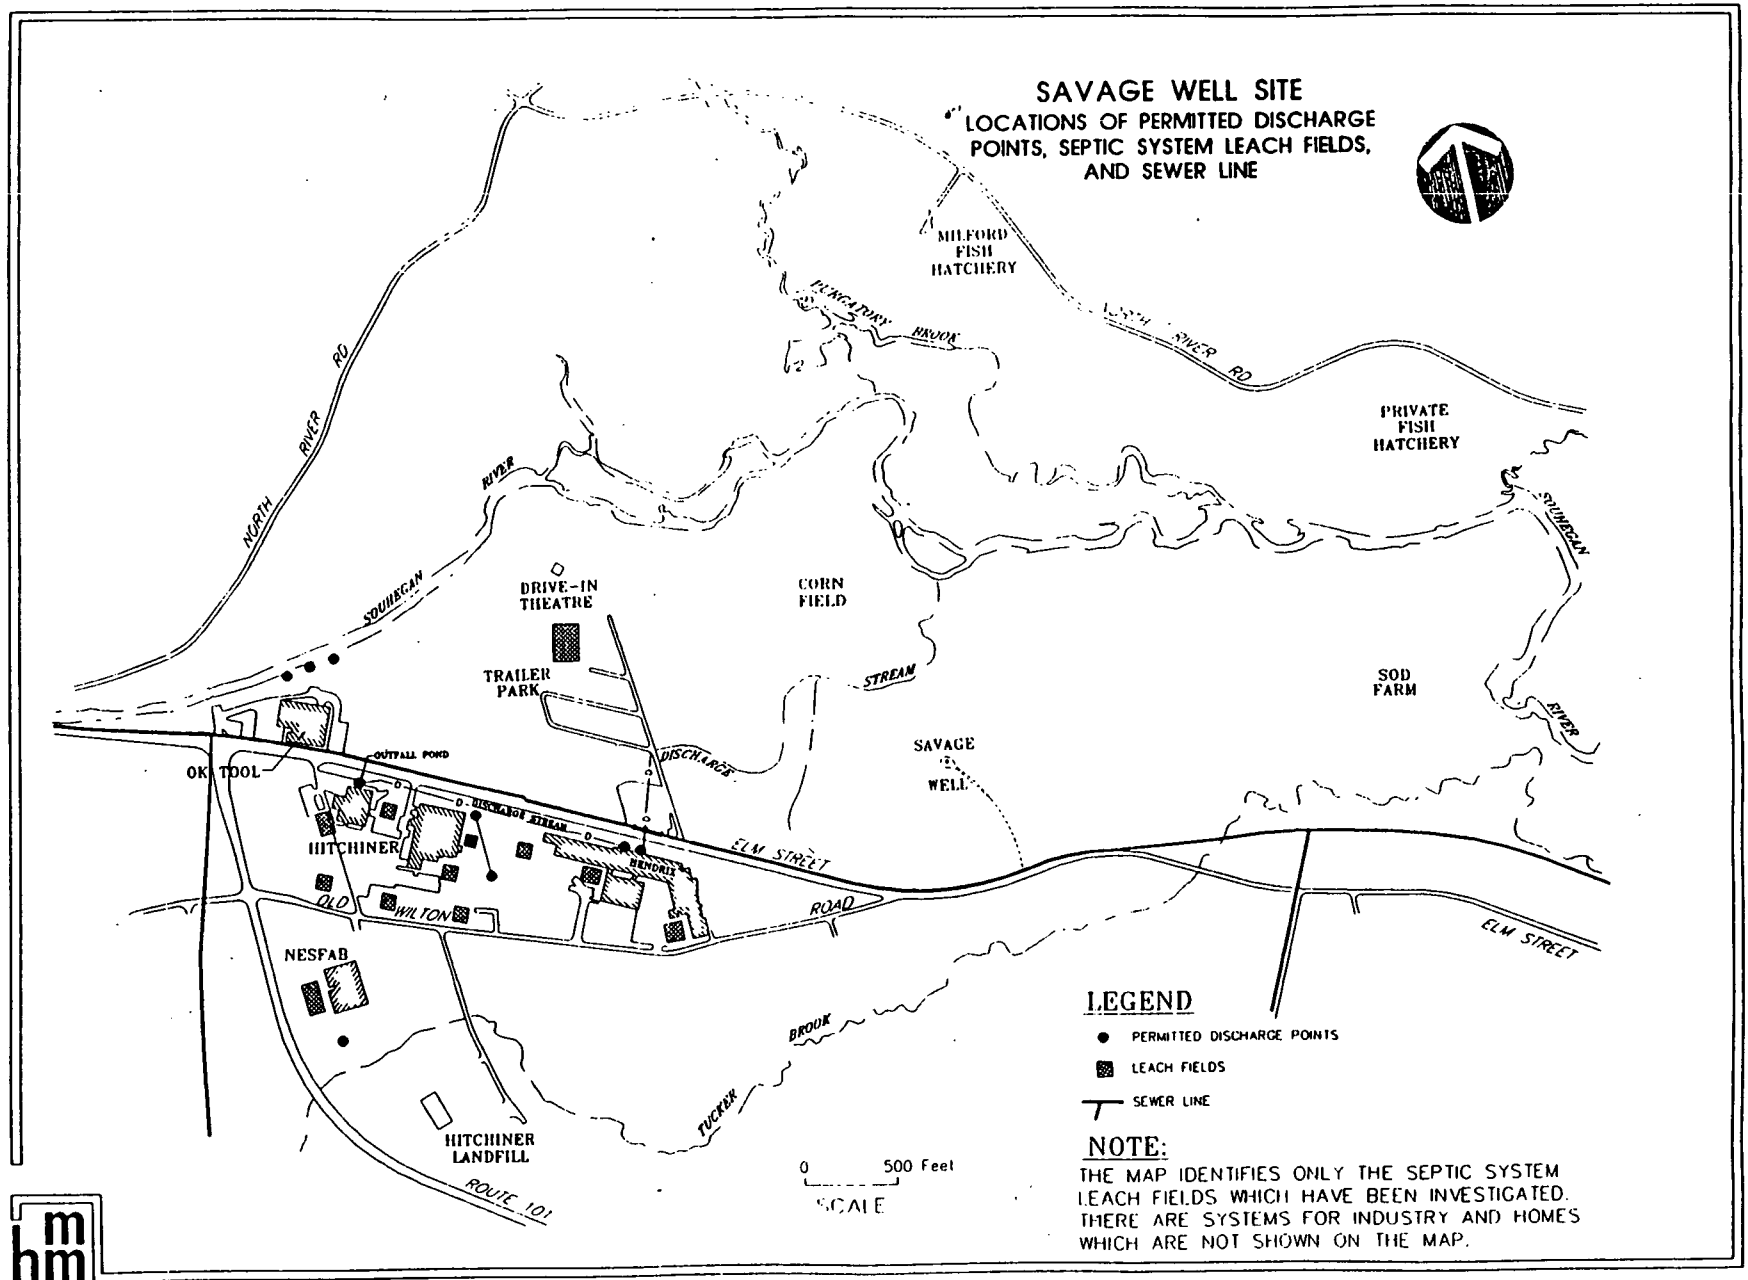 SAVAGE WELL SITE
LOCATIONS OF PERMITTED DISCHARGE
POINTS, SEPTIC SYSTEM LEACH FIELDS,
AND SEWER LINE
MILFORD
FISH
HATCHERY
PURGATORY BROOK
NORTH RIVER RD
NORTH RIVER RD
PRIVATE
FISH
HATCHERY
SOUHEGAN RIVER
SOUHEGAN RIVER
DRIVE-IN
THEATRE
CORN
FIELD
TRAILER
PARK
STREAM
DISCHARGE
SOD
FARM
SAVAGE
WELL
OK TOOL
OUTFALL POND
D
D - DISCHARGE STREAM - D
HITCHINER
HENDRIX
ELM STREET
OLD WILTON ROAD
ELM STREET
NESFAB
TUCKER BROOK
HITCHINER
LANDFILL
ROUTE 101
LEGEND
PERMITTED DISCHARGE POINTS
LEACH FIELDS
SEWER LINE
0 500 Feet
SCALE
NOTE:
THE MAP IDENTIFIES ONLY THE SEPTIC SYSTEM
LEACH FIELDS WHICH HAVE BEEN INVESTIGATED.
THERE ARE SYSTEMS FOR INDUSTRY AND HOMES
WHICH ARE NOT SHOWN ON THE MAP.
m
hm